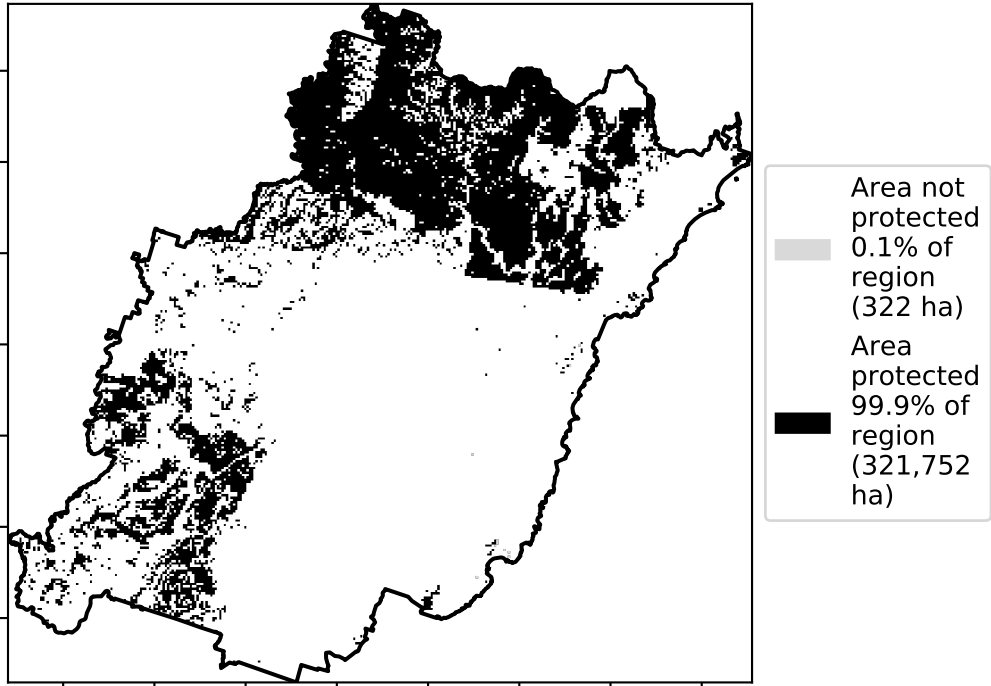 Area not
protected
0.1% of
region
(322 ha)
Area
protected
99.9% of
region
(321,752
ha)